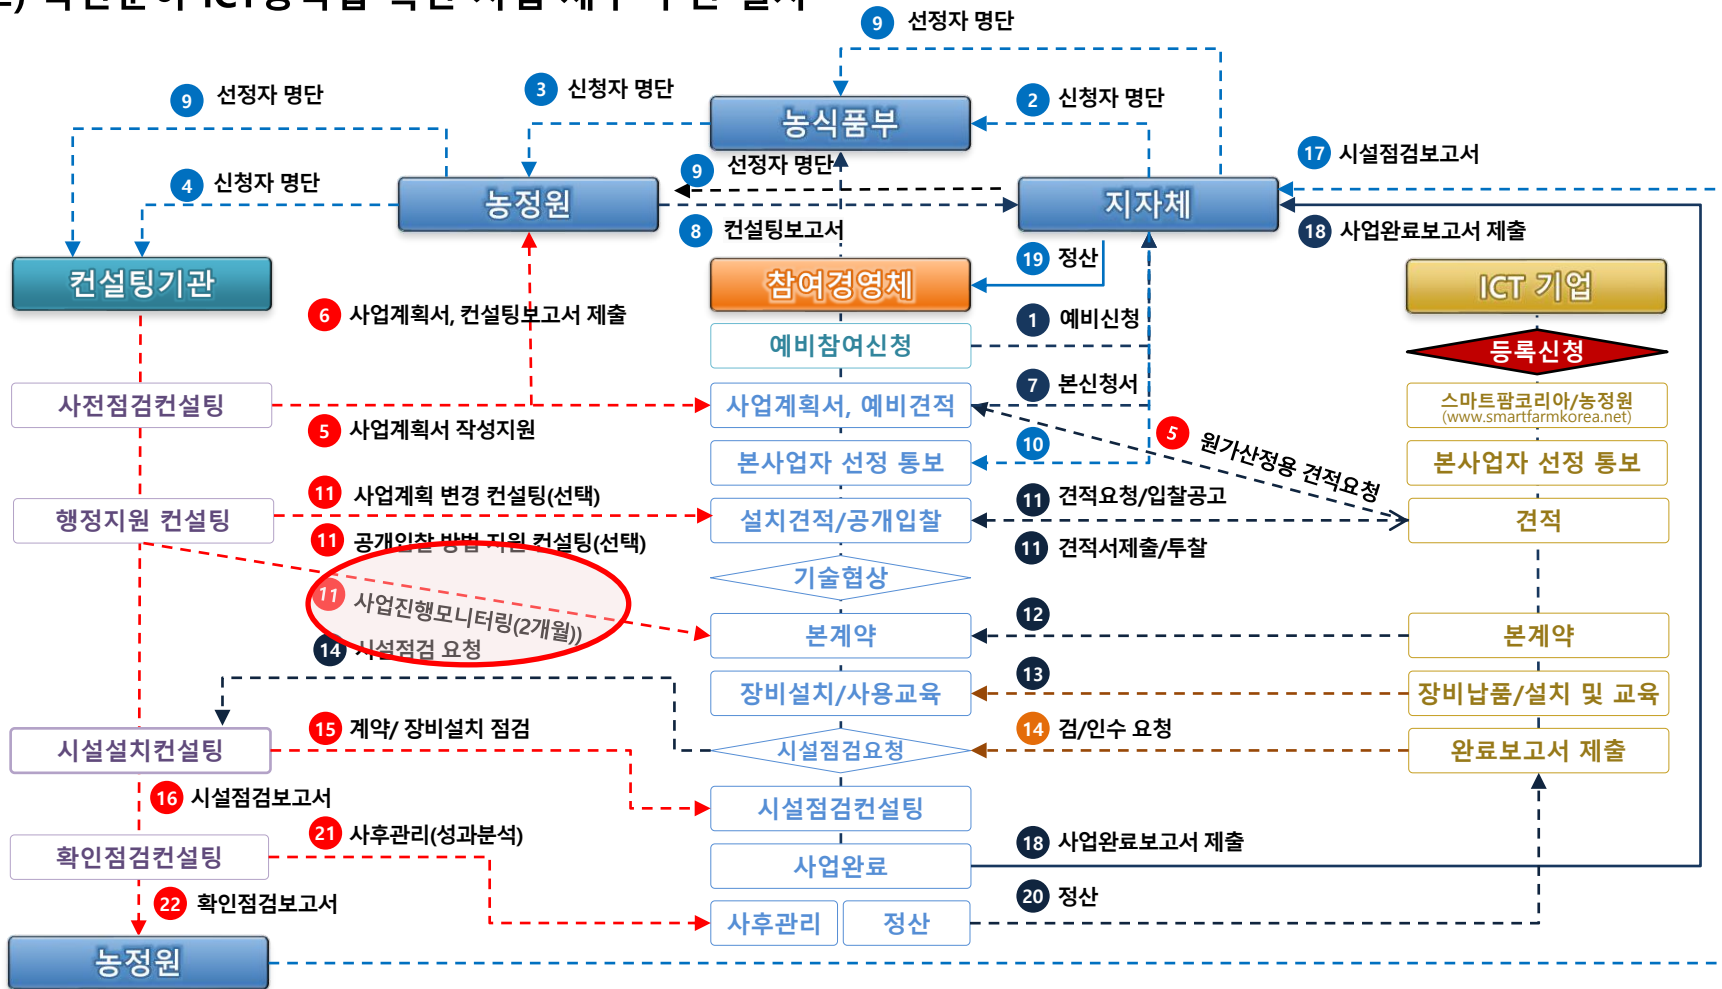 9 선정자 명단
3 신청자 명단
9 선정자 명단
2 신청자 명단
농식품부
17 시설점검보고서
9 선정자 명단
4 신청자 명단
농정원
지자체
8 컨설팅보고서
18 사업완료보고서 제출
19 정산
컨설팅기관
참여경영체
ICT 기업
6 사업계획서, 컨설팅보고서 제출
1 예비신청
예비참여신청
등록신청
7 본신청서
사전점검컨설팅
사업계획서, 예비견적
스마트팜코리아/농정원
(www.smartfarmkorea.net)
5 사업계획서 작성지원
5 원가산정용 견적요청
10
본사업자 선정 통보
본사업자 선정 통보
11 사업계획 변경 컨설팅(선택)
11 견적요청/입찰공고
행정지원 컨설팅
설치견적/공개입찰
견적
11 공개입찰 방법 지원 컨설팅(선택)
11 견적서제출/투찰
기술협상
11 사업진행모니터링(2개월))
12
본계약
본계약
14 시설점검 요청
13
장비설치/사용교육
장비납품/설치 및 교육
15 계약/ 장비설치 점검
14 검/인수 요청
시설설치컨설팅
시설점검요청
완료보고서 제출
16 시설점검보고서
시설점검컨설팅
21 사후관리(성과분석)
18 사업완료보고서 제출
확인점검컨설팅
사업완료
22 확인점검보고서
20 정산
사후관리
정산
농정원